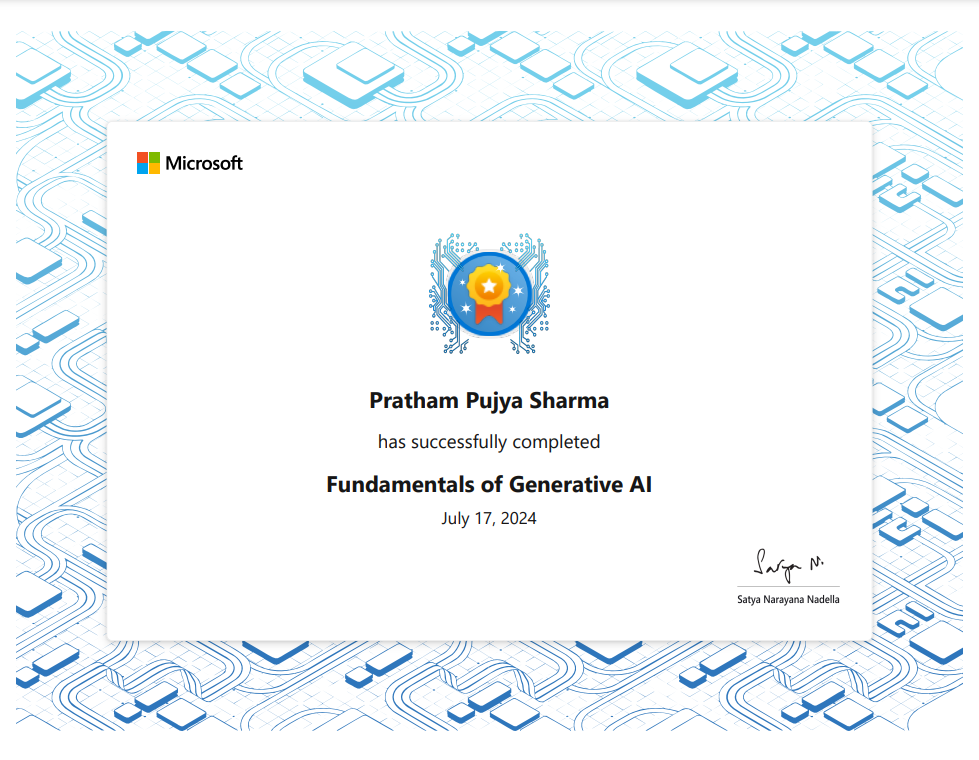 Microsoft
Pratham Pujya Sharma
has successfully completed
Fundamentals of Generative AI
July 17, 2024
Satya N.
Satya Narayana Nadella